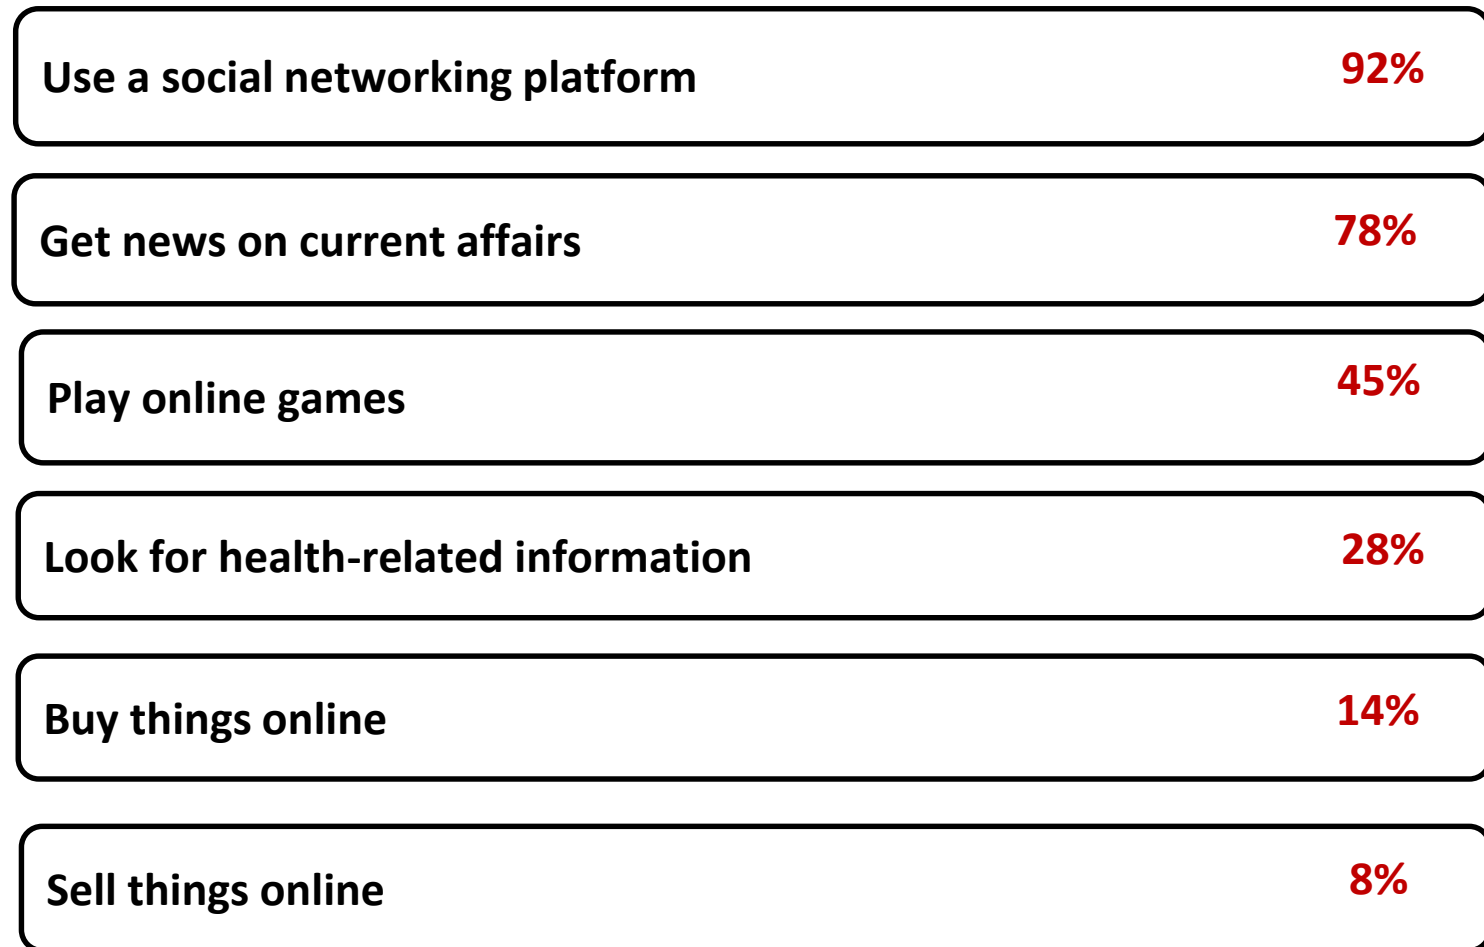 Use a social networking platform 92%
Get news on current affairs 78%
Play online games 45%
Look for health-related information 28%
Buy things online 14%
Sell things online 8%